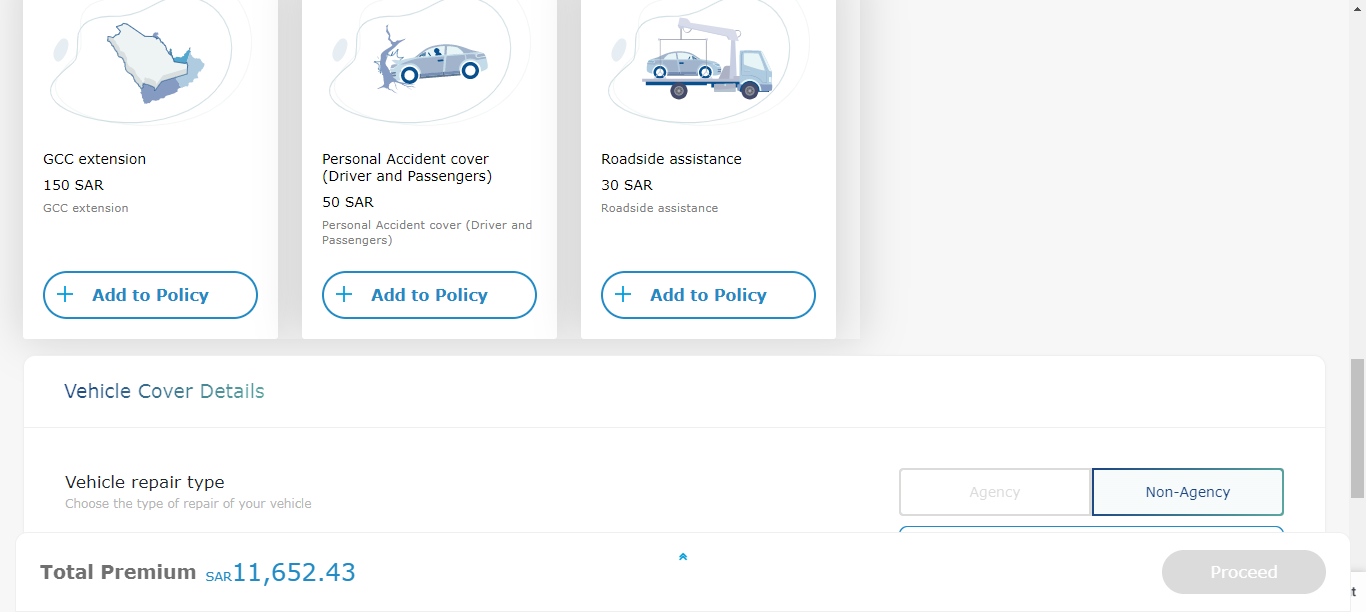 GCC extension
150 SAR
GCC extension
Add to Policy
Personal Accident cover
(Driver and Passengers)
50 SAR
Personal Accident cover (Driver and
Passengers)
Add to Policy
Roadside assistance
30 SAR
Roadside assistance
Add to Policy
Vehicle Cover Details
Vehicle repair type
Choose the type of repair of your vehicle
Agency
Non-Agency
Total Premium SAR11,652.43
Proceed